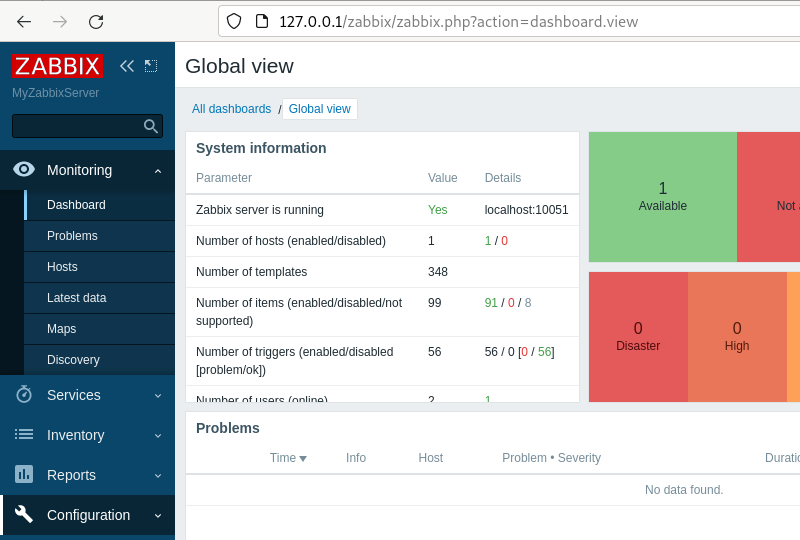 127.0.0.1/zabbix/zabbix.php?action=dashboard.view
ZABBIX
MyZabbixServer
Monitoring
Dashboard
Problems
Hosts
Latest data
Maps
Discovery
Services
Inventory
Reports
Configuration
Global view
All dashboards / Global view
System information
Parameter Value Details
Zabbix server is running Yes localhost:10051
Number of hosts (enabled/disabled) 1 1 / 0
Number of templates 348
Number of items (enabled/disabled/not 99 91 / 0 / 8
supported)
Number of triggers (enabled/disabled 56 56 / 0 [0 / 56]
[problem/ok])
Number of users (online) 2 1
1
Available
Not
0
Disaster
0
High
Problems
Time Info Host Problem • Severity
No data found.